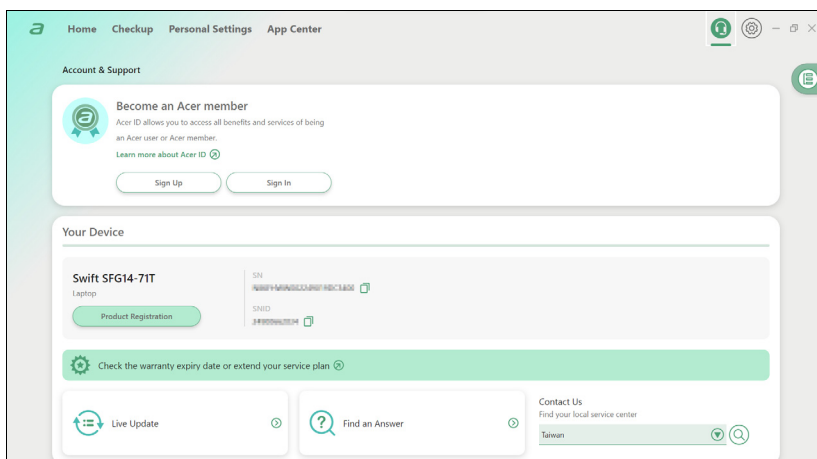 Home Checkup Personal Settings App Center
Account & Support
Become an Acer member
Acer ID allows you to access all benefits and services of being
an Acer user or Acer member.
Learn more about Acer ID
Sign Up Sign In
Your Device
Swift SFG14-71T
Laptop
Product Registration
SN
SNID
Check the warranty expiry date or extend your service plan
Live Update
Find an Answer
Contact Us
Find your local service center
Taiwan